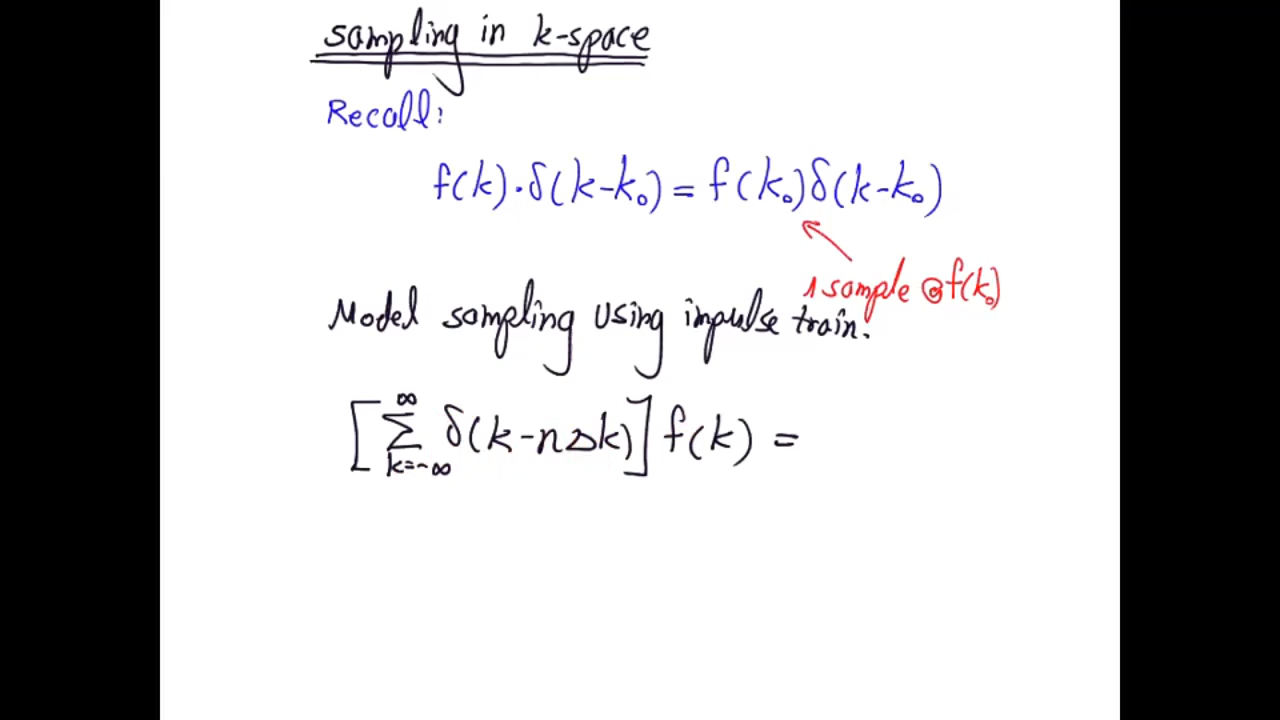 sampling in k-space
Recall:
f(k)·δ(k-k₀) = f(k₀)δ(k-k₀)
1 sample @ f(k₀)
Model sampling using impulse train.
[∑_{k=-∞}^{∞} δ(k-nΔk)] f(k) =